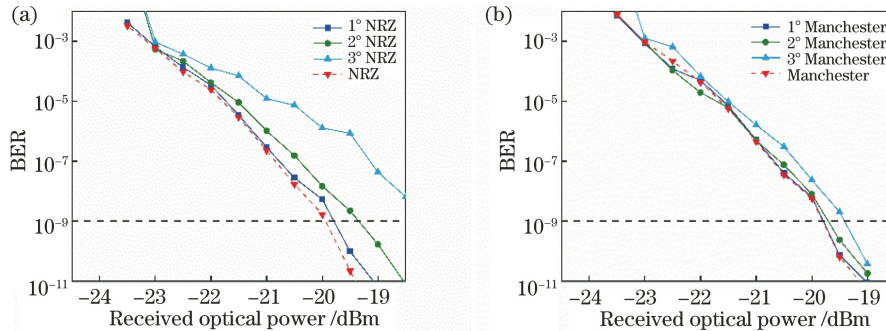 (a)
1° NRZ
2° NRZ
3° NRZ
NRZ
10⁻³
10⁻⁵
10⁻⁷
10⁻⁹
10⁻¹¹
BER
−24 −23 −22 −21 −20 −19
Received optical power /dBm
(b)
1° Manchester
2° Manchester
3° Manchester
Manchester
10⁻³
10⁻⁵
10⁻⁷
10⁻⁹
10⁻¹¹
BER
−24 −23 −22 −21 −20 −19
Received optical power /dBm